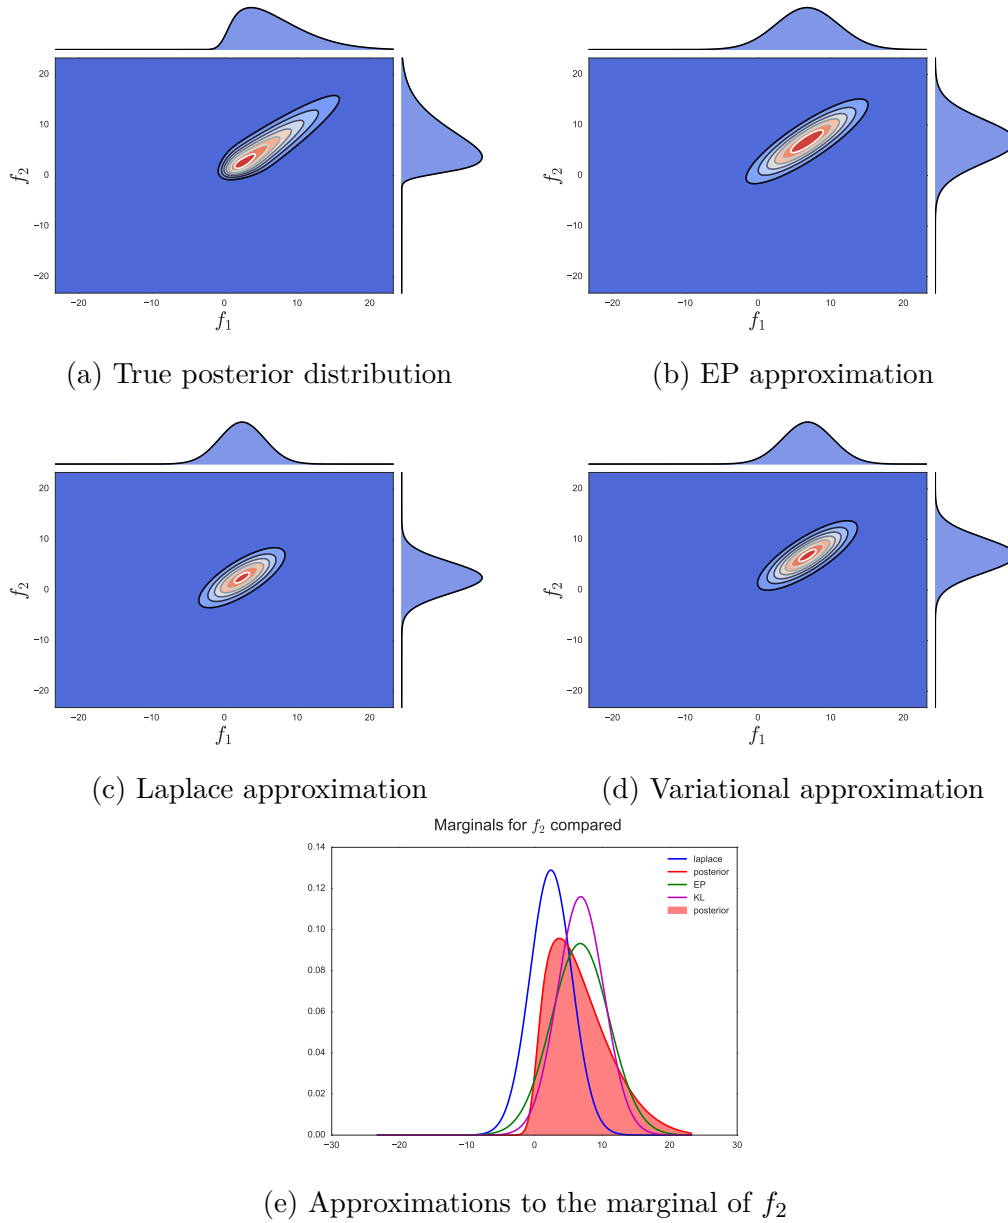 20
10
0
−10
−20
f₂
−20 −10 0 10 20
f₁
(a) True posterior distribution
20
10
0
−10
−20
f₂
−20 −10 0 10 20
f₁
(b) EP approximation
20
10
0
−10
−20
f₂
−20 −10 0 10 20
f₁
(c) Laplace approximation
20
10
0
−10
−20
f₂
−20 −10 0 10 20
f₁
(d) Variational approximation
Marginals for f₂ compared
0.14
0.12
0.10
0.08
0.06
0.04
0.02
0.00
−30 −20 −10 0 10 20 30
laplace
posterior
EP
KL
posterior
(e) Approximations to the marginal of f₂